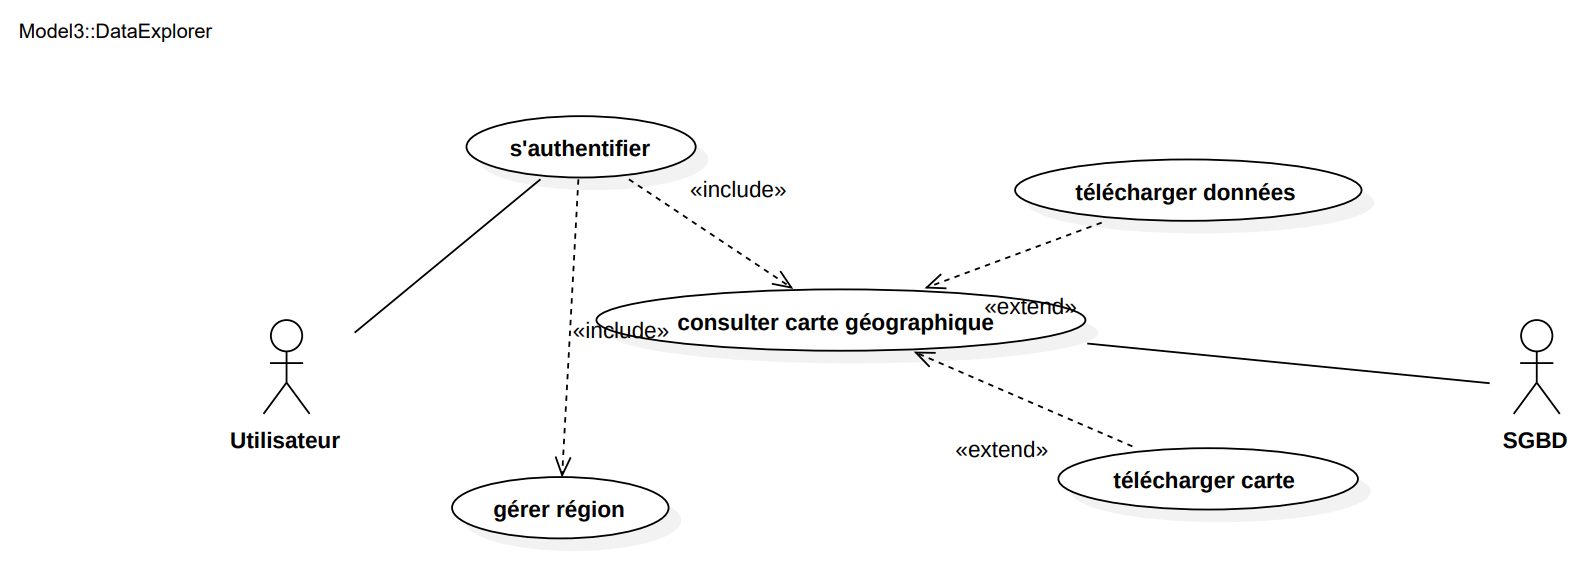 Model3::DataExplorer
s'authentifier
«include»
télécharger données
«extend»
consulter carte géographique
«include»
Utilisateur
SGBD
«extend»
télécharger carte
gérer région